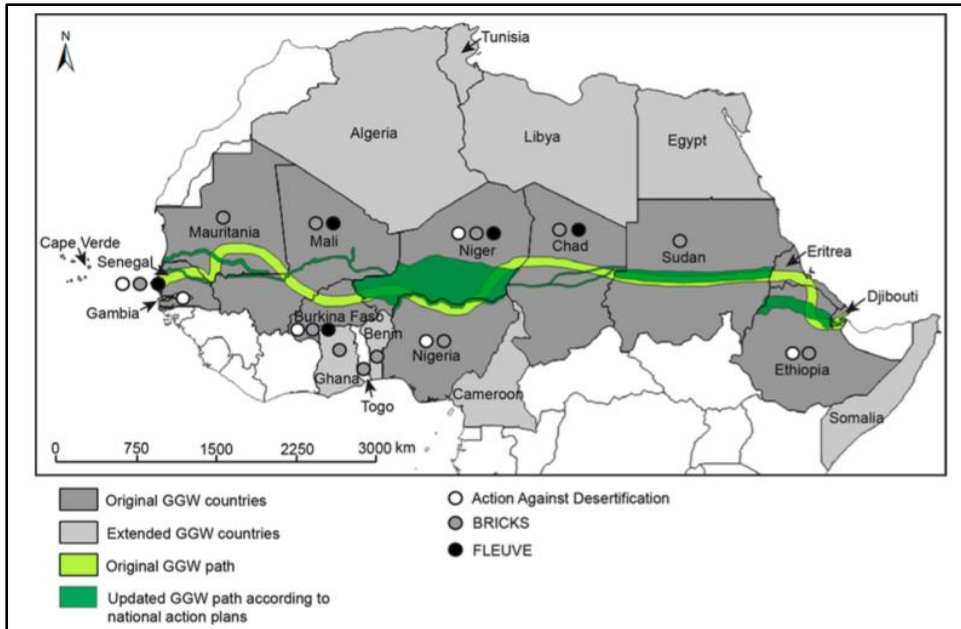 N
Tunisia
Algeria
Libya
Egypt
Mauritania
Mali
Niger
Chad
Sudan
Cape Verde
Senegal
Eritrea
Gambia
Djibouti
Burkina Faso
Benin
Nigeria
Ethiopia
Ghana
Togo
Cameroon
Somalia
0 750 1500 2250 3000 km
Original GGW countries
Extended GGW countries
Original GGW path
Updated GGW path according to
national action plans
Action Against Desertification
BRICKS
FLEUVE